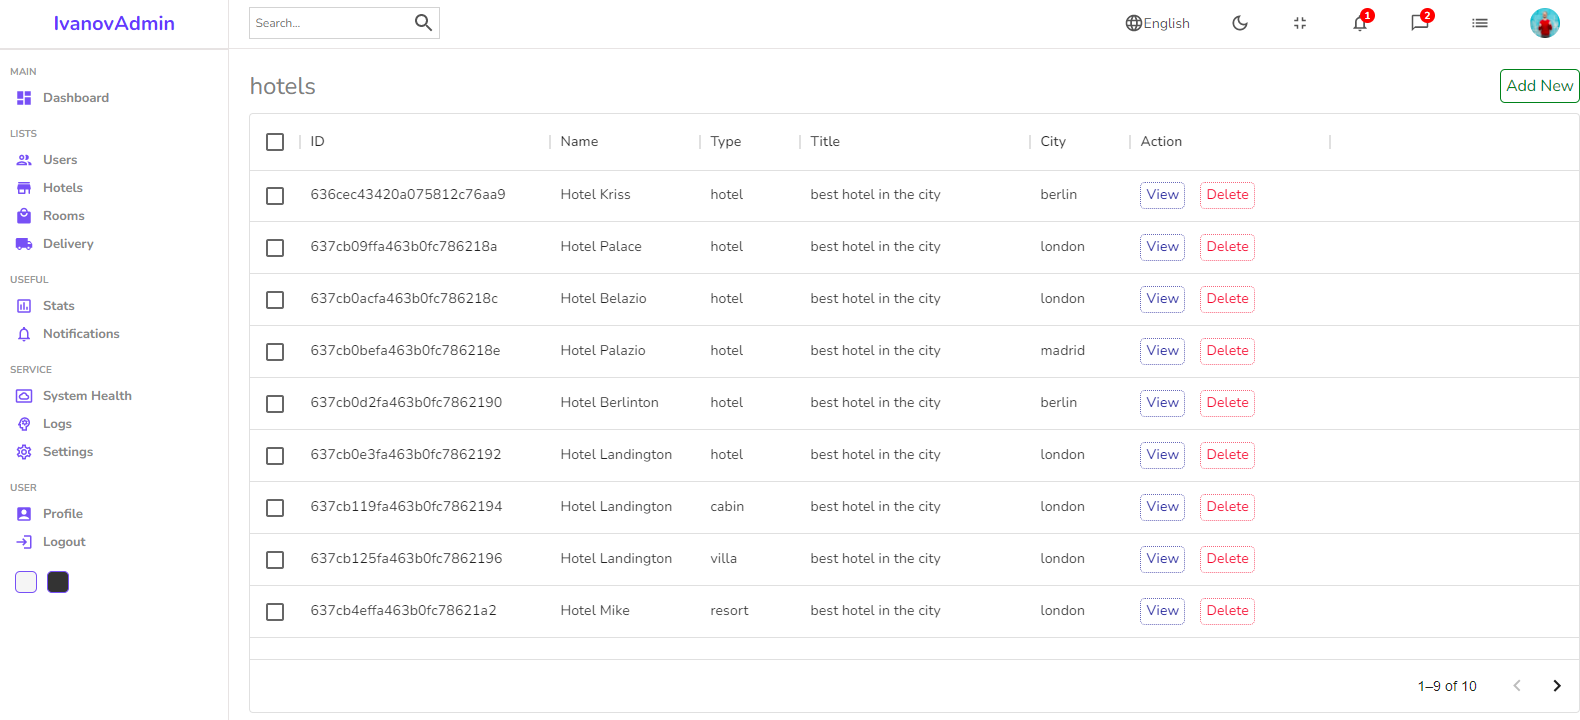 IvanovAdmin
Search...
English
1
2
MAIN
Dashboard
LISTS
Users
Hotels
Rooms
Delivery
USEFUL
Stats
Notifications
SERVICE
System Health
Logs
Settings
USER
Profile
Logout
hotels
Add New
ID Name Type Title City Action
636cec43420a075812c76aa9 Hotel Kriss hotel best hotel in the city berlin View Delete
637cb09ffa463b0fc786218a Hotel Palace hotel best hotel in the city london View Delete
637cb0acfa463b0fc786218c Hotel Belazio hotel best hotel in the city london View Delete
637cb0befa463b0fc786218e Hotel Palazio hotel best hotel in the city madrid View Delete
637cb0d2fa463b0fc7862190 Hotel Berlinton hotel best hotel in the city berlin View Delete
637cb0e3fa463b0fc7862192 Hotel Landington hotel best hotel in the city london View Delete
637cb119fa463b0fc7862194 Hotel Landington cabin best hotel in the city london View Delete
637cb125fa463b0fc7862196 Hotel Landington villa best hotel in the city london View Delete
637cb4effa463b0fc78621a2 Hotel Mike resort best hotel in the city london View Delete
1–9 of 10